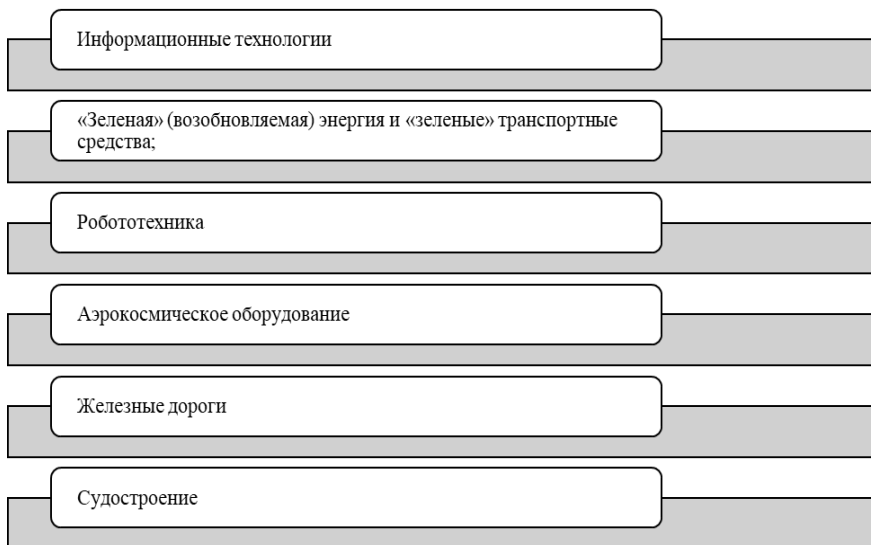 Информационные технологии
«Зеленая» (возобновляемая) энергия и «зеленые» транспортные
средства;
Робототехника
Аэрокосмическое оборудование
Железные дороги
Судостроение